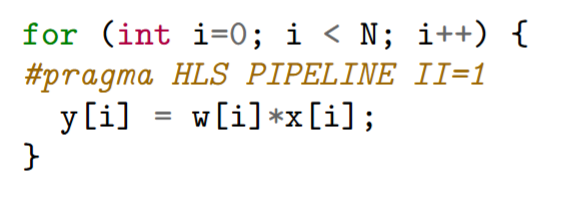 for (int i=0; i < N; i++) {
#pragma HLS PIPELINE II=1
  y[i] = w[i]*x[i];
}